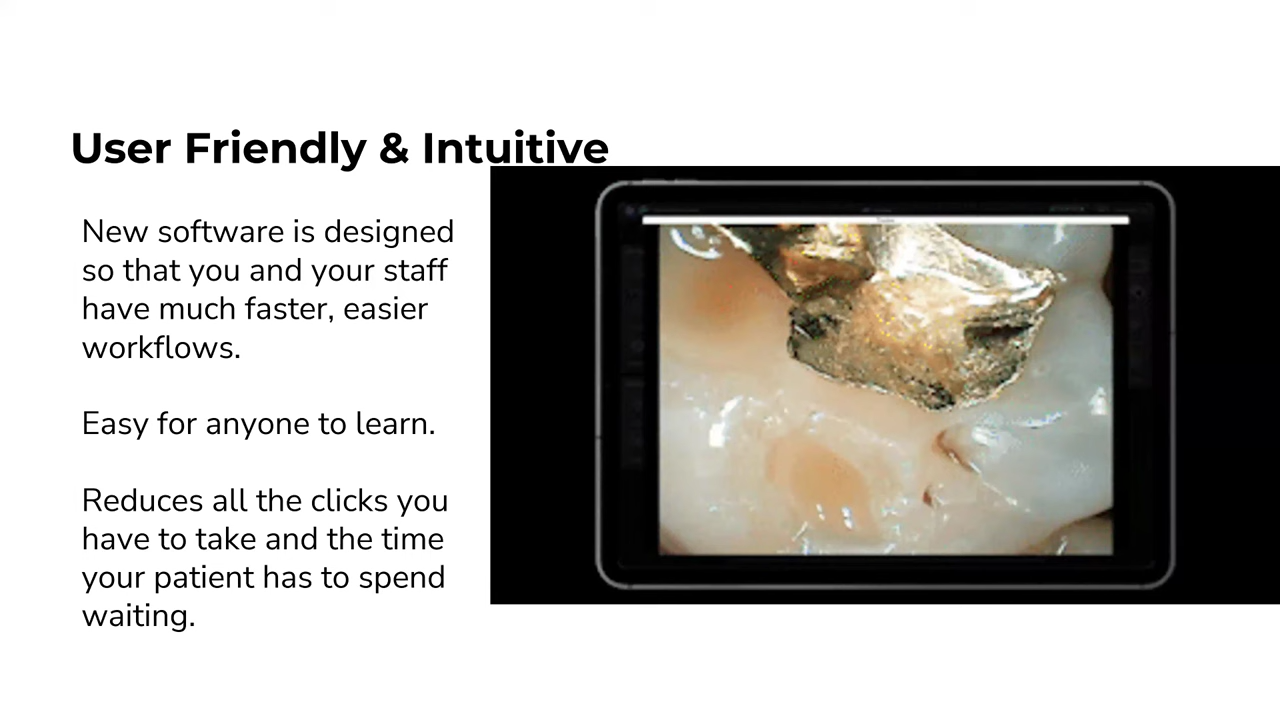 User Friendly & Intuitive
New software is designed
so that you and your staff
have much faster, easier
workflows.
Easy for anyone to learn.
Reduces all the clicks you
have to take and the time
your patient has to spend
waiting.